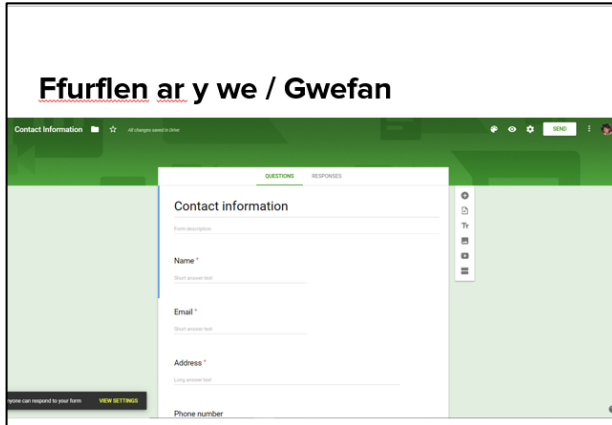 Ffurflen ar y we / Gwefan
Contact Information
All changes saved in Drive
SEND
QUESTIONS RESPONSES
Contact information
Form description
Name *
Short answer text
Email *
Short answer text
Address *
Long answer text
Phone number
nyone can respond to your form VIEW SETTINGS
Tт